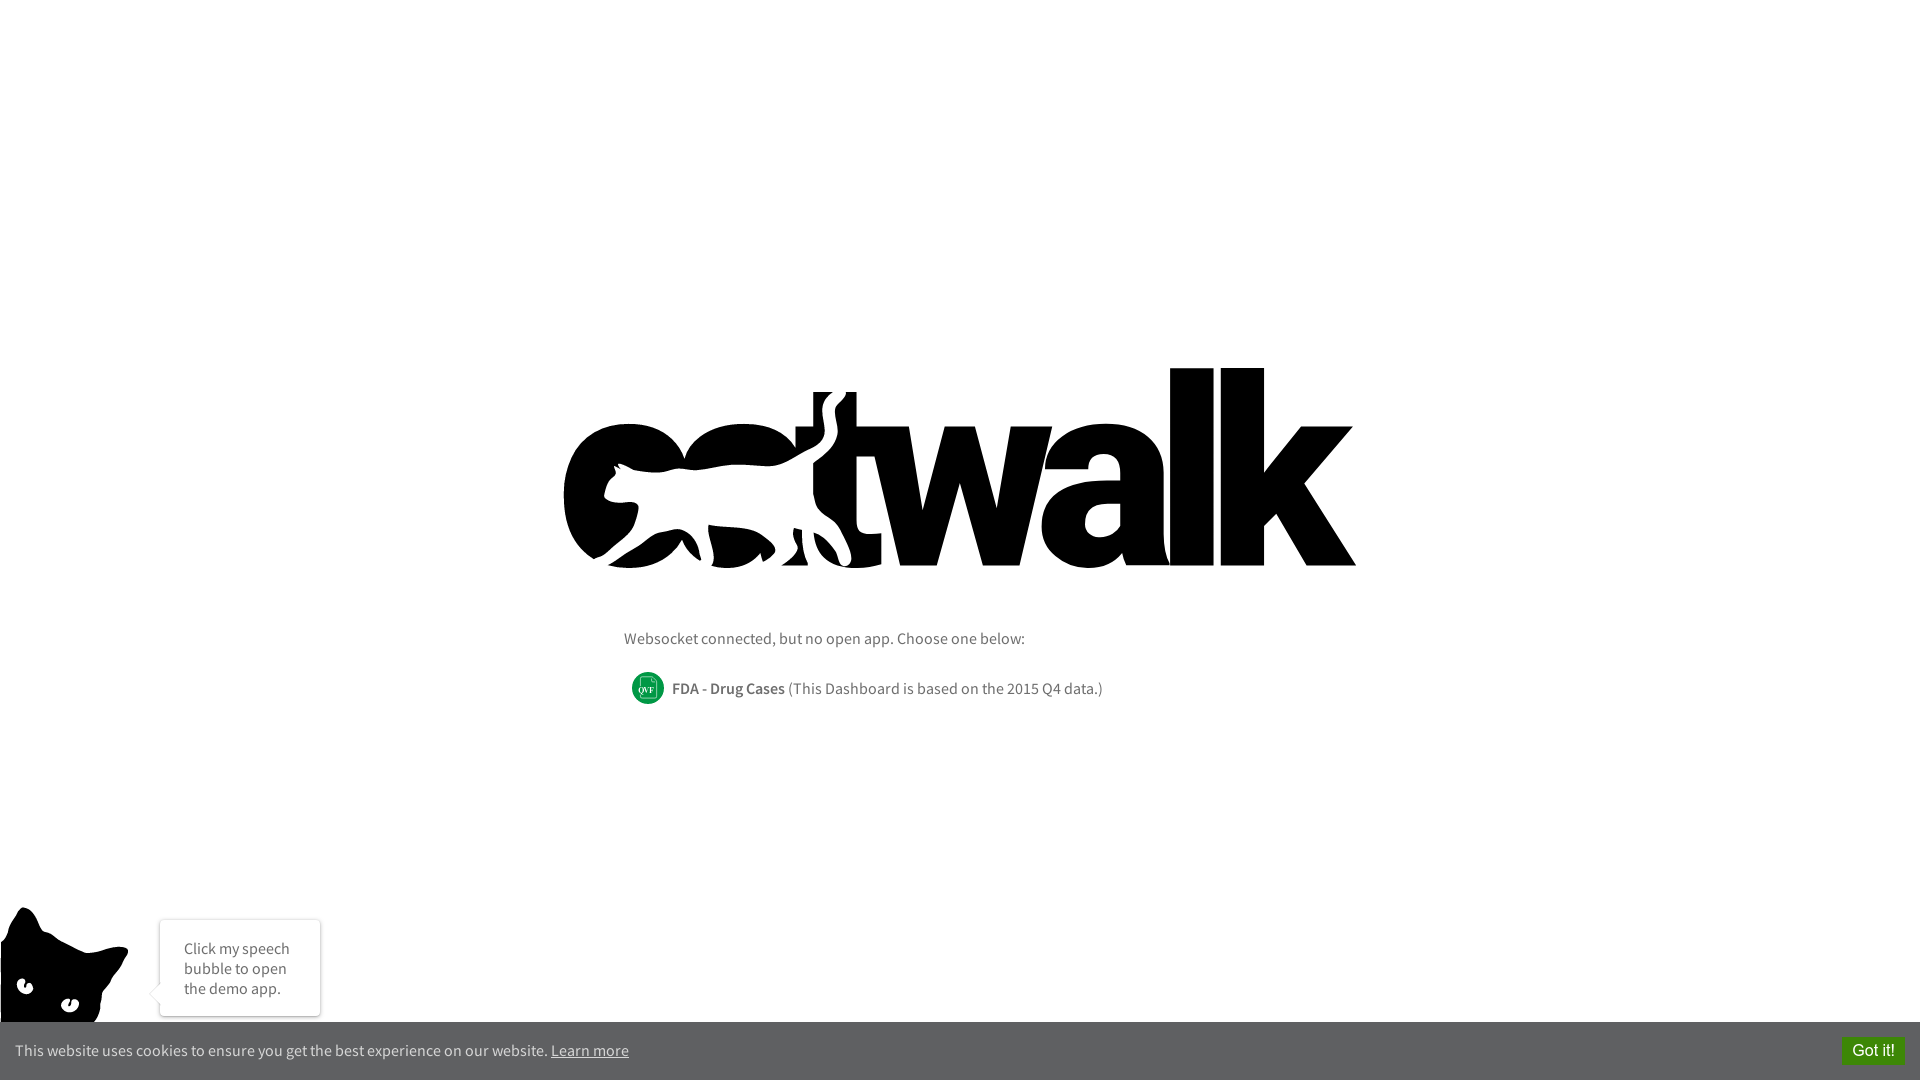 catwalk
Websocket connected, but no open app. Choose one below:
QVF
FDA - Drug Cases (This Dashboard is based on the 2015 Q4 data.)
Click my speech
bubble to open
the demo app.
This website uses cookies to ensure you get the best experience on our website. Learn more
Got it!